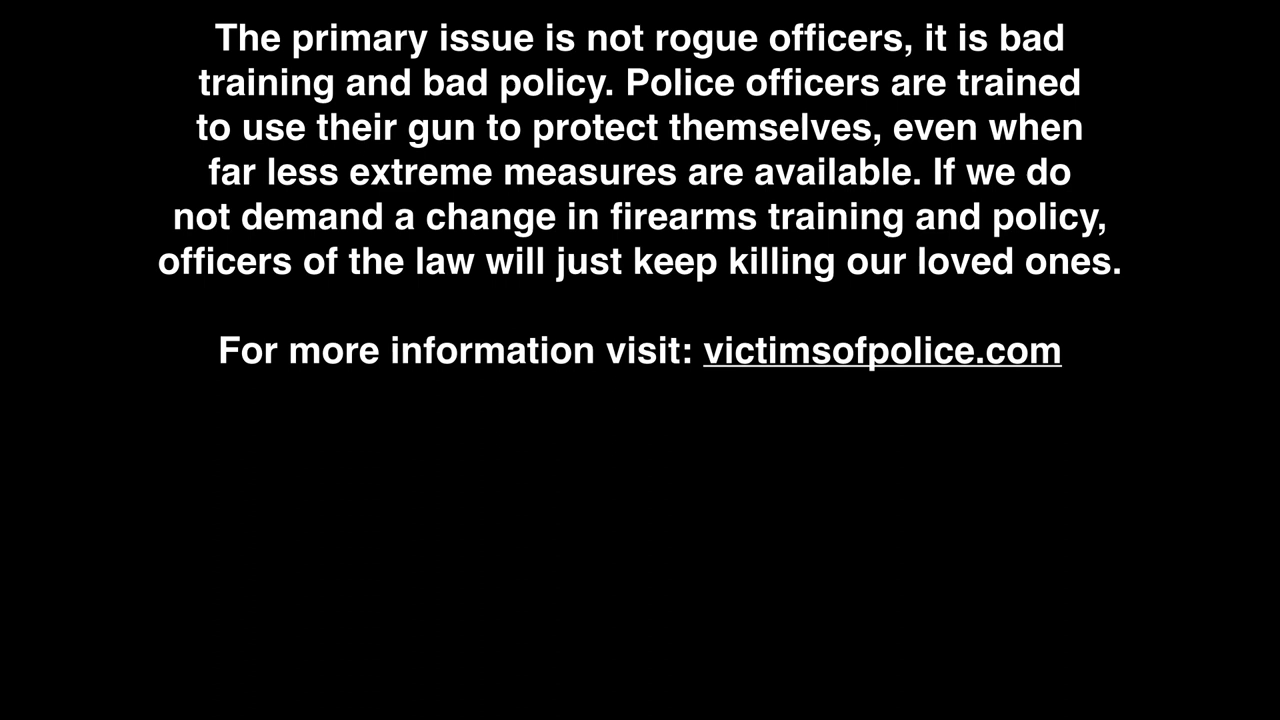 The primary issue is not rogue officers, it is bad
training and bad policy. Police officers are trained
to use their gun to protect themselves, even when
far less extreme measures are available. If we do
not demand a change in firearms training and policy,
officers of the law will just keep killing our loved ones.
For more information visit: victimsofpolice.com